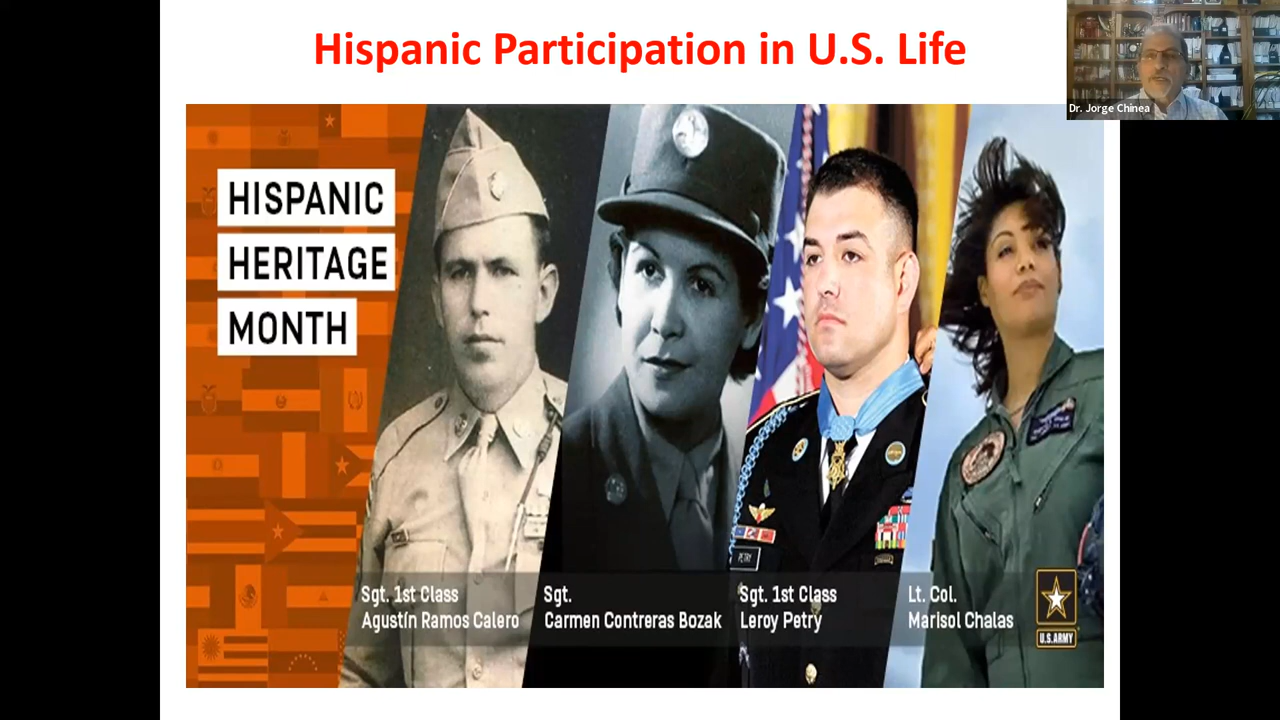 Hispanic Participation in U.S. Life
Dr. Jorge Chinea
HISPANIC
HERITAGE
MONTH
Sgt. 1st Class
Agustín Ramos Calero
Sgt.
Carmen Contreras Bozak
Sgt. 1st Class
Leroy Petry
Lt. Col.
Marisol Chalas
PETRY
U.S.ARMY